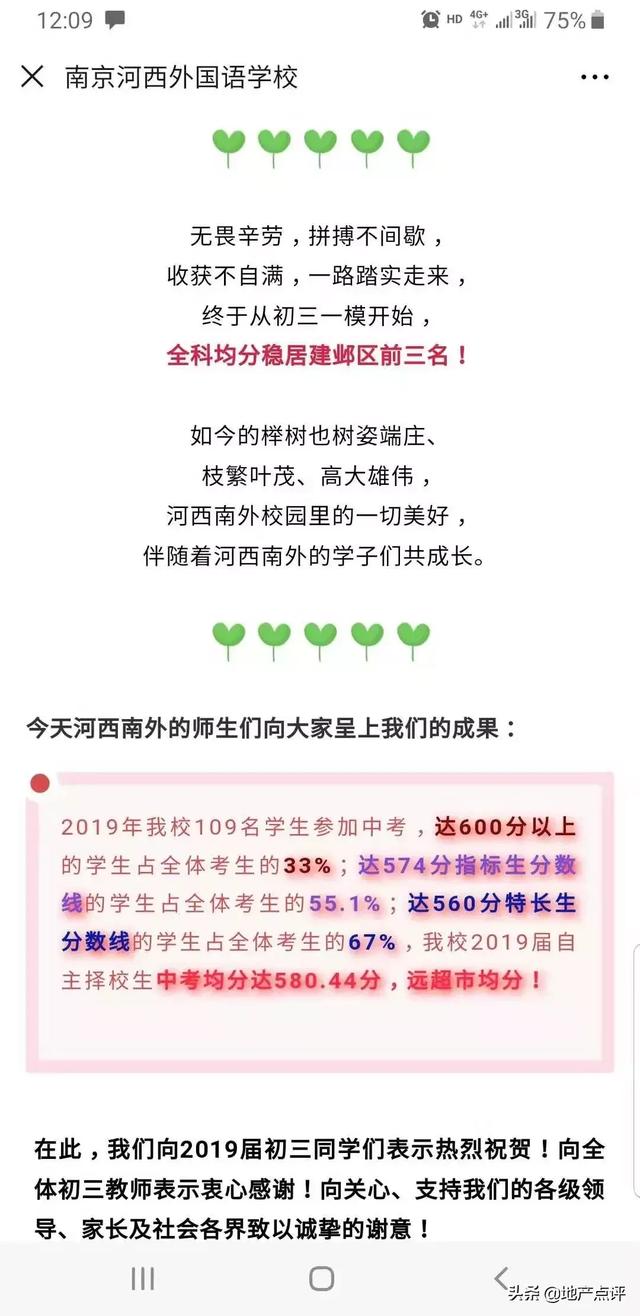 12:09
HD 4G+ 3G 75%
南京河西外国语学校
无畏辛劳，拼搏不间歇，
收获不自满，一路踏实走来，
终于从初三一模开始，
全科均分稳居建邺区前三名！
如今的榉树也树姿端庄、
枝繁叶茂、高大雄伟，
河西南外校园里的一切美好，
伴随着河西南外的学子们共成长。
今天河西南外的师生们向大家呈上我们的成果：
2019年我校109名学生参加中考，达600分以上
的学生占全体考生的33%；达574分指标生分数
线的学生占全体考生的55.1%；达560分特长生
分数线的学生占全体考生的67%，我校2019届自
主择校生中考均分达580.44分，远超市均分！
在此，我们向2019届初三同学们表示热烈祝贺！向全
体初三教师表示衷心感谢！向关心、支持我们的各级领
导、家长及社会各界致以诚挚的谢意！
头条 @地产点评